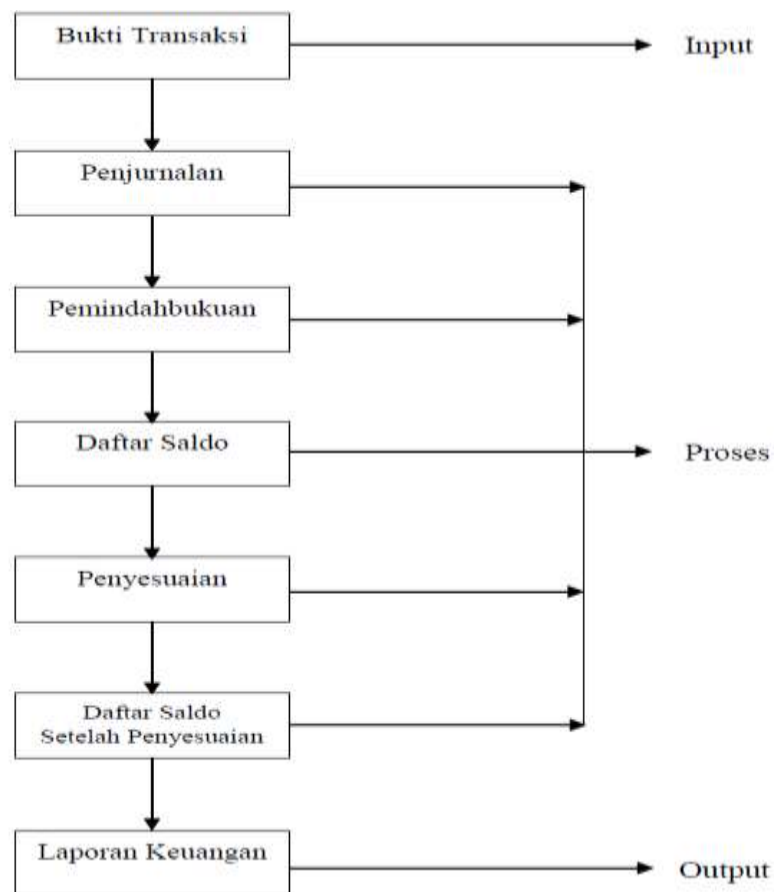 Bukti Transaksi
Input
Penjurnalan
Pemindahbukuan
Daftar Saldo
Proses
Penyesuaian
Daftar Saldo
Setelah Penyesuaian
Laporan Keuangan
Output